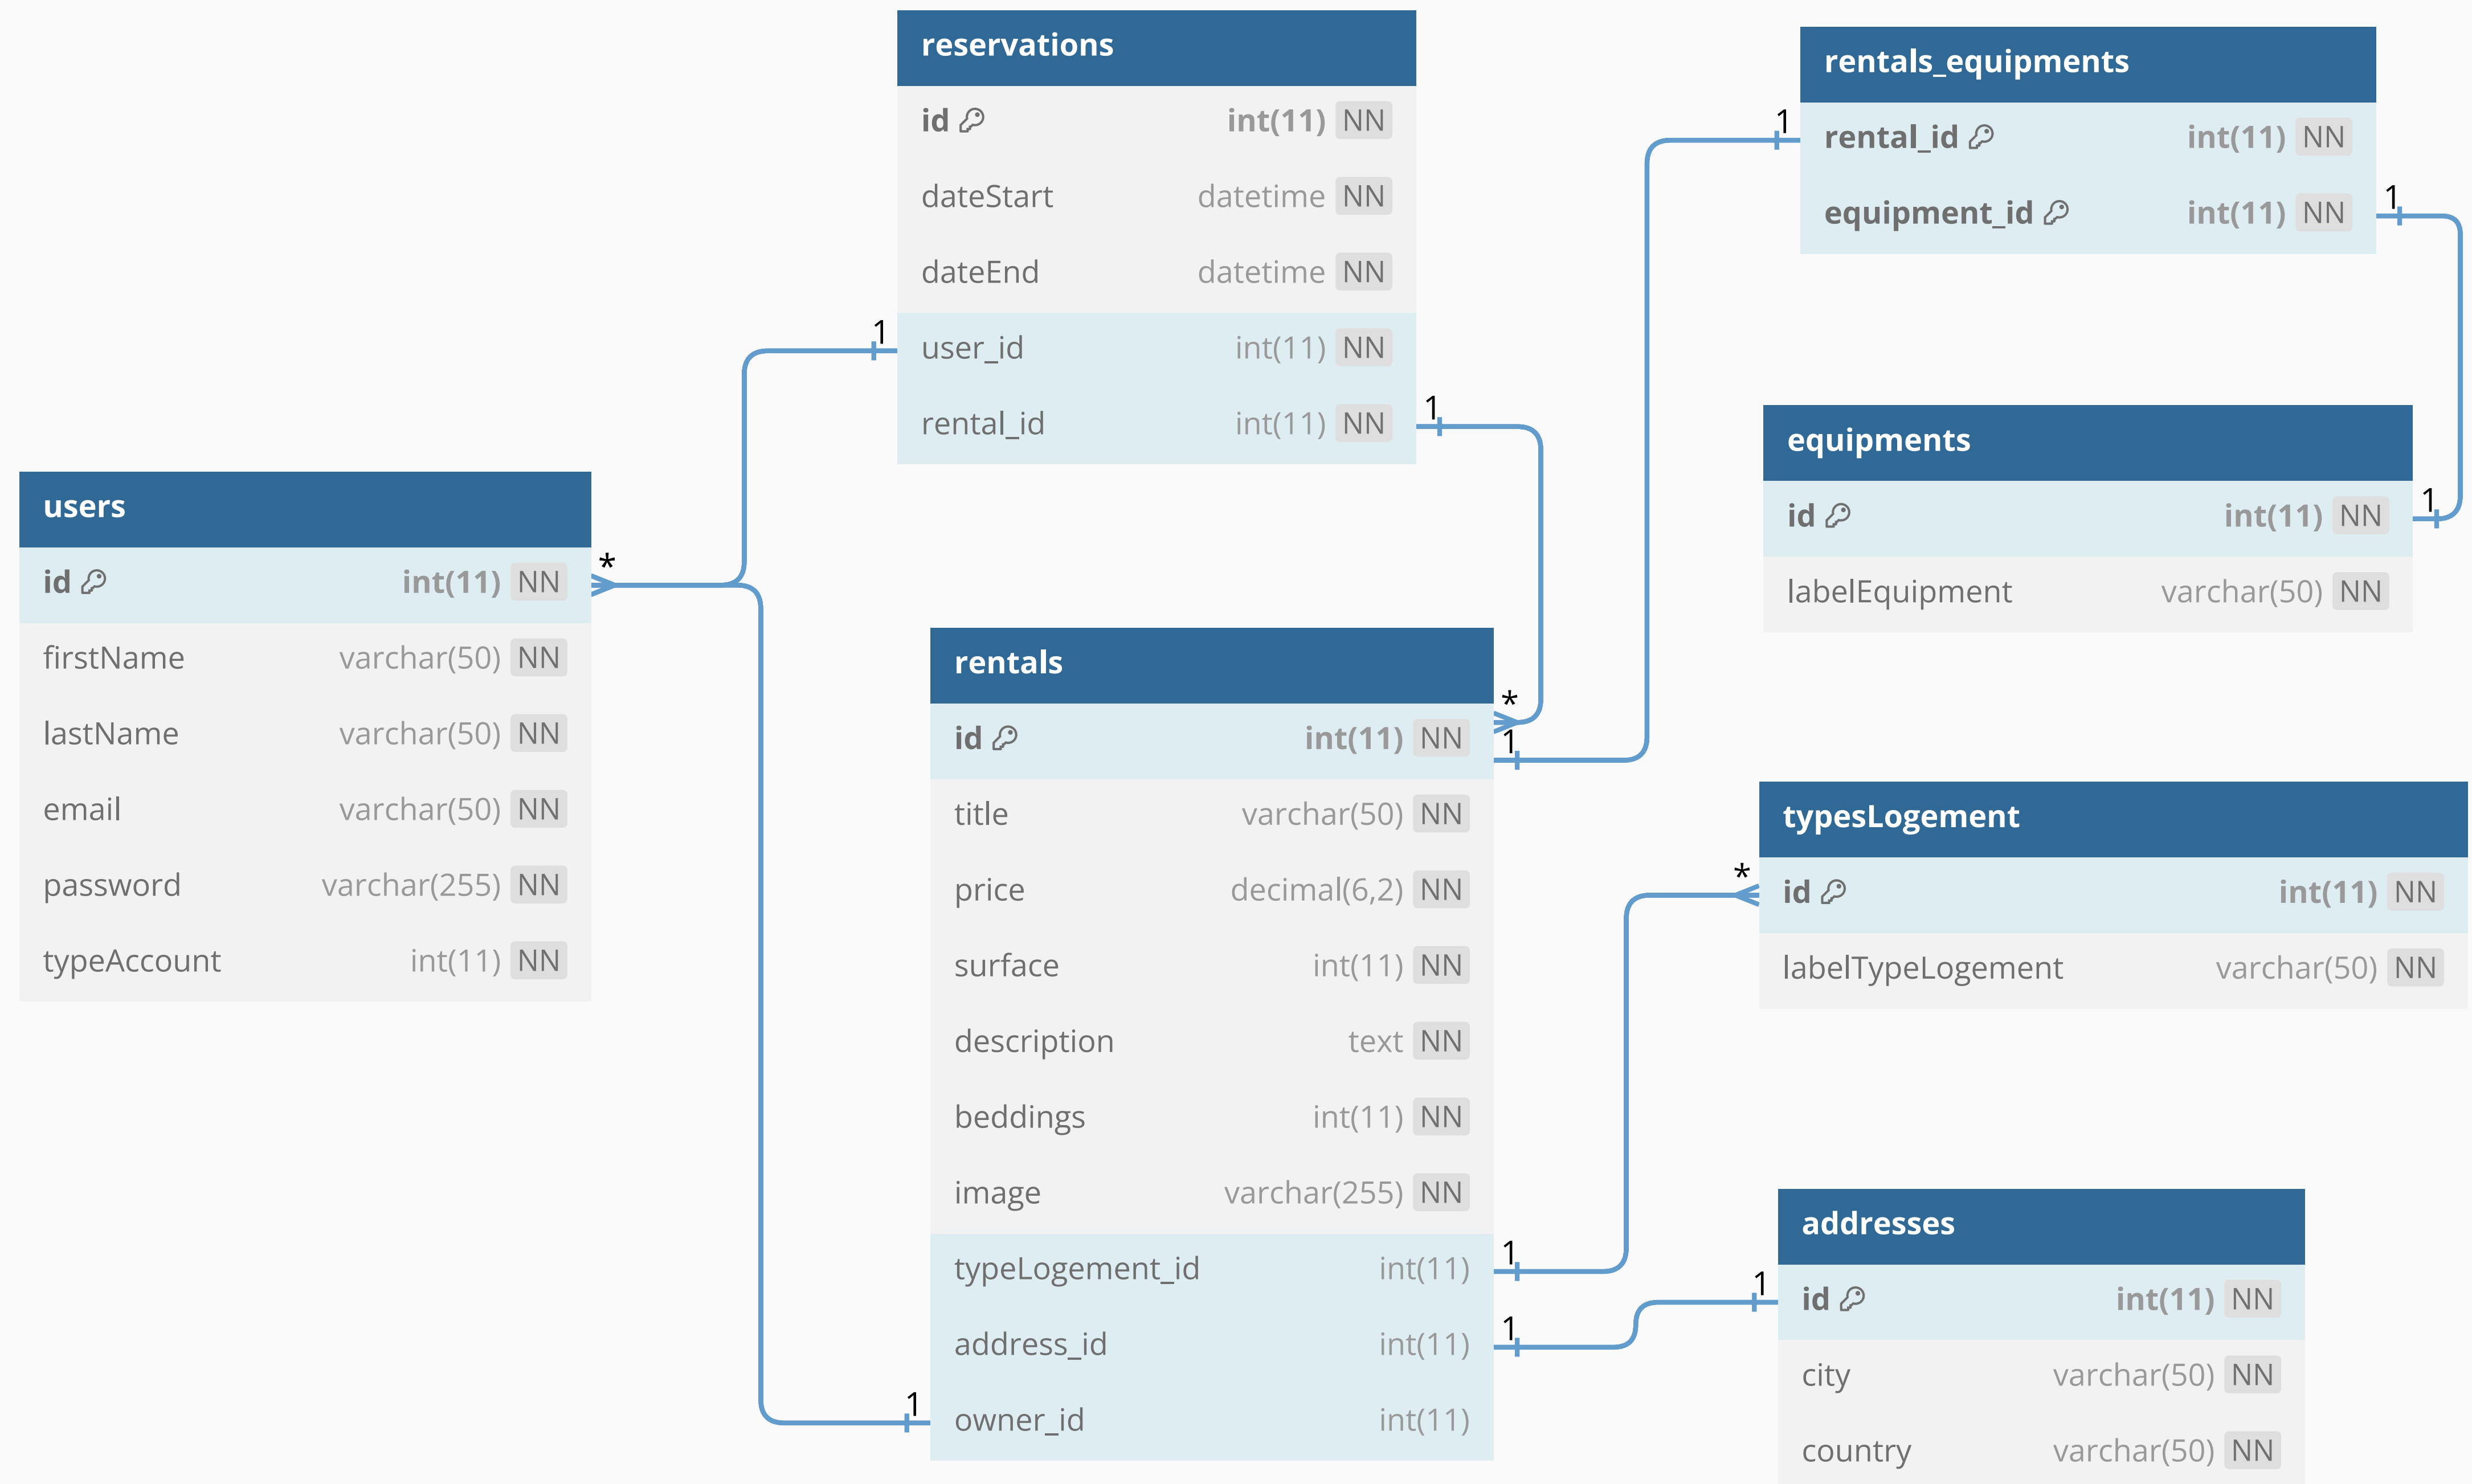 reservations
id int(11) NN
dateStart datetime NN
dateEnd datetime NN
1 user_id int(11) NN
rental_id int(11) NN 1
rentals_equipments
1 rental_id int(11) NN
equipment_id int(11) NN 1
users
id int(11) NN *
firstName varchar(50) NN
lastName varchar(50) NN
email varchar(50) NN
password varchar(255) NN
typeAccount int(11) NN
equipments
id int(11) NN 1
labelEquipment varchar(50) NN
rentals
*
id int(11) NN 1
title varchar(50) NN
price decimal(6,2) NN
surface int(11) NN
description text NN
beddings int(11) NN
image varchar(255) NN
typeLogement_id int(11) 1
address_id int(11) 1
1 owner_id int(11)
typesLogement
* id int(11) NN
labelTypeLogement varchar(50) NN
addresses
1 id int(11) NN
city varchar(50) NN
country varchar(50) NN